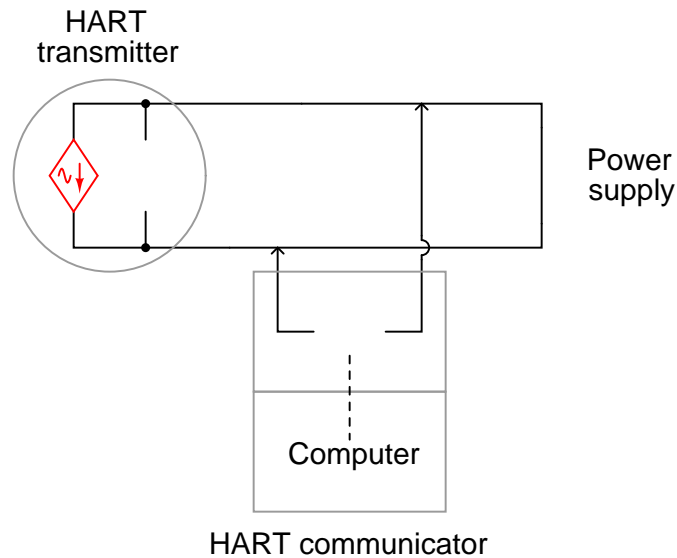 HART
transmitter
Power
supply
Computer
HART communicator